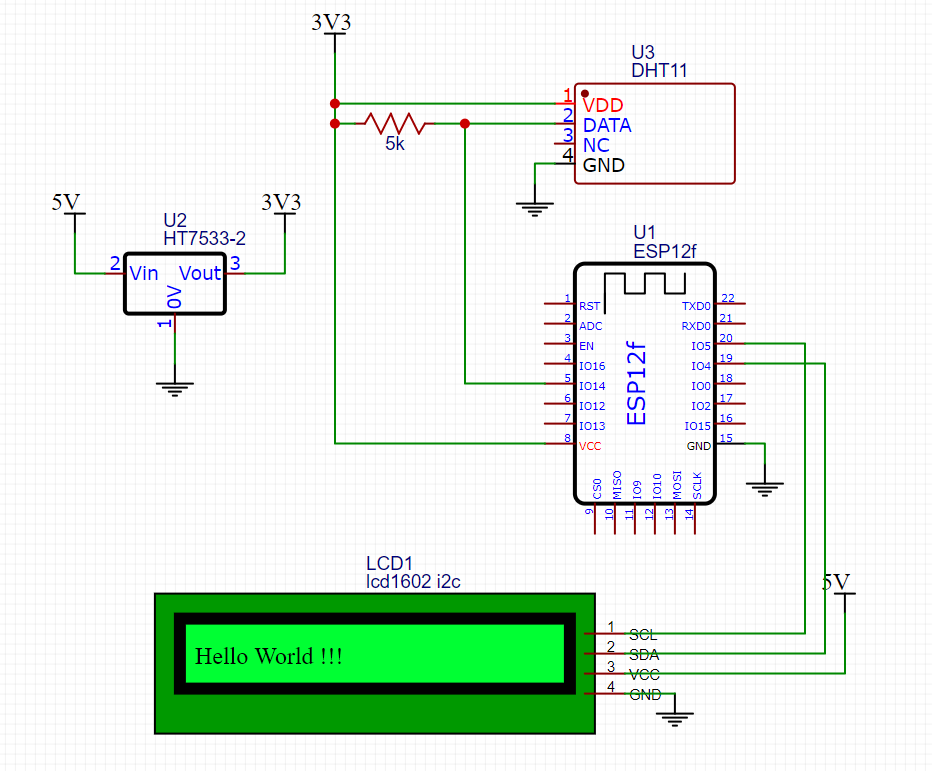 3V3
U3
DHT11
1 VDD
2 DATA
3 NC
4 GND
5k
5V
3V3
U2
HT7533-2
2 Vin Vout 3
0V
1
U1
ESP12f
1 RST TXD0 22
2 ADC RXD0 21
3 EN IO5 20
4 IO16 IO4 19
5 IO14 IO0 18
6 IO12 IO2 17
7 IO13 IO15 16
8 VCC GND 15
ESP12f
CS0 MISO IO9 IO10 MOSI SCLK
9 10 11 12 13 14
LCD1
lcd1602 i2c
5V
Hello World !!!
1 SCL
2 SDA
3 VCC
4 GND